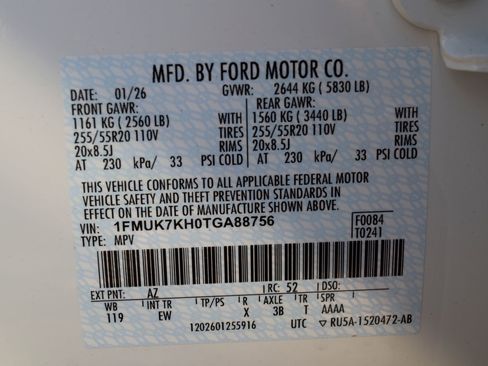 MFD. BY FORD MOTOR CO.
DATE: 01/26 GVWR: 2644 KG ( 5830 LB)
FRONT GAWR: REAR GAWR:
1161 KG ( 2560 LB) WITH 1560 KG ( 3440 LB) WITH
255/55R20 110V TIRES 255/55R20 110V TIRES
20x8.5J RIMS 20x8.5J RIMS
AT 230 kPa/ 33 PSI COLD AT 230 kPa/ 33 PSI COLD
THIS VEHICLE CONFORMS TO ALL APPLICABLE FEDERAL MOTOR
VEHICLE SAFETY AND THEFT PREVENTION STANDARDS IN
EFFECT ON THE DATE OF MANUFACTURE SHOWN ABOVE.
VIN: 1FMUK7KH0TGA88756 F0084
TYPE: MPV T0241
EXT PNT: AZ RC: 52 DSO:
WB INT TR TP/PS R AXLE TR SPR
119 EW X 3B T AAAA
1202601255916 UTC RU5A-1520472-AB